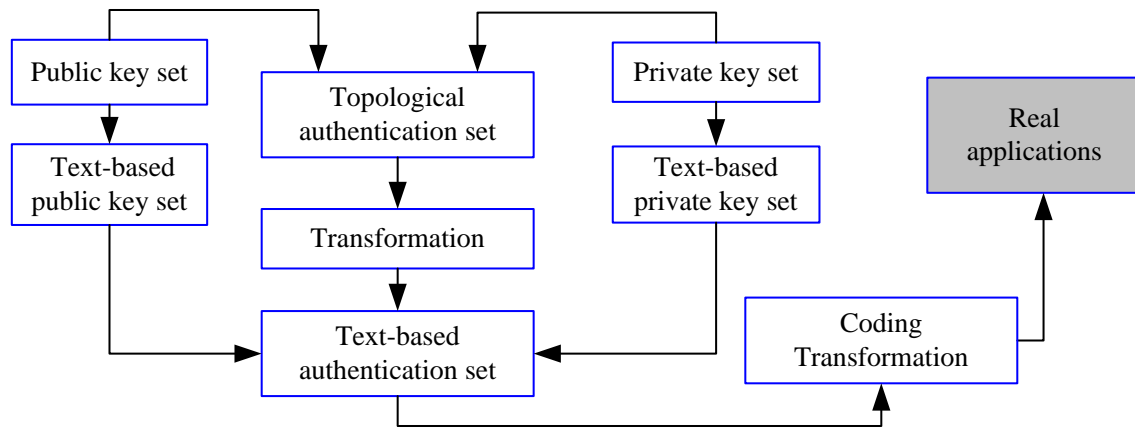 Public key set
Topological
authentication set
Private key set
Real
applications
Text-based
public key set
Text-based
private key set
Transformation
Text-based
authentication set
Coding
Transformation